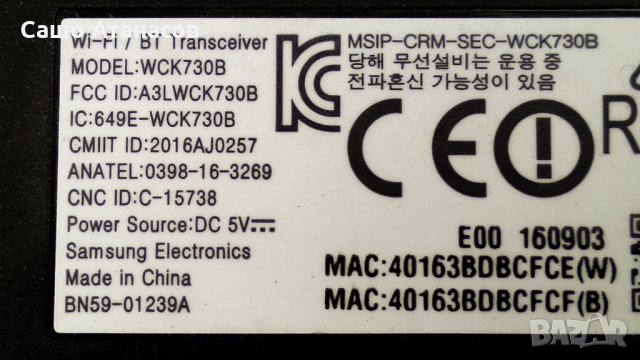 Сашо Атанасов
Wi-Fi / BT Transceiver
MODEL:WCK730B
FCC ID:A3LWCK730B
IC:649E-WCK730B
CMIIT ID:2016AJ0257
ANATEL:0398-16-3269
CNC ID:C-15738
Power Source:DC 5V
Samsung Electronics
Made in China
BN59-01239A
MSIP-CRM-SEC-WCK730B
당해 무선설비는 운용 중
전파혼신 가능성이 있음
CE
R
E00 160903
MAC:40163BDBCFCE(W)
MAC:40163BDBCFCF(B)
bazar